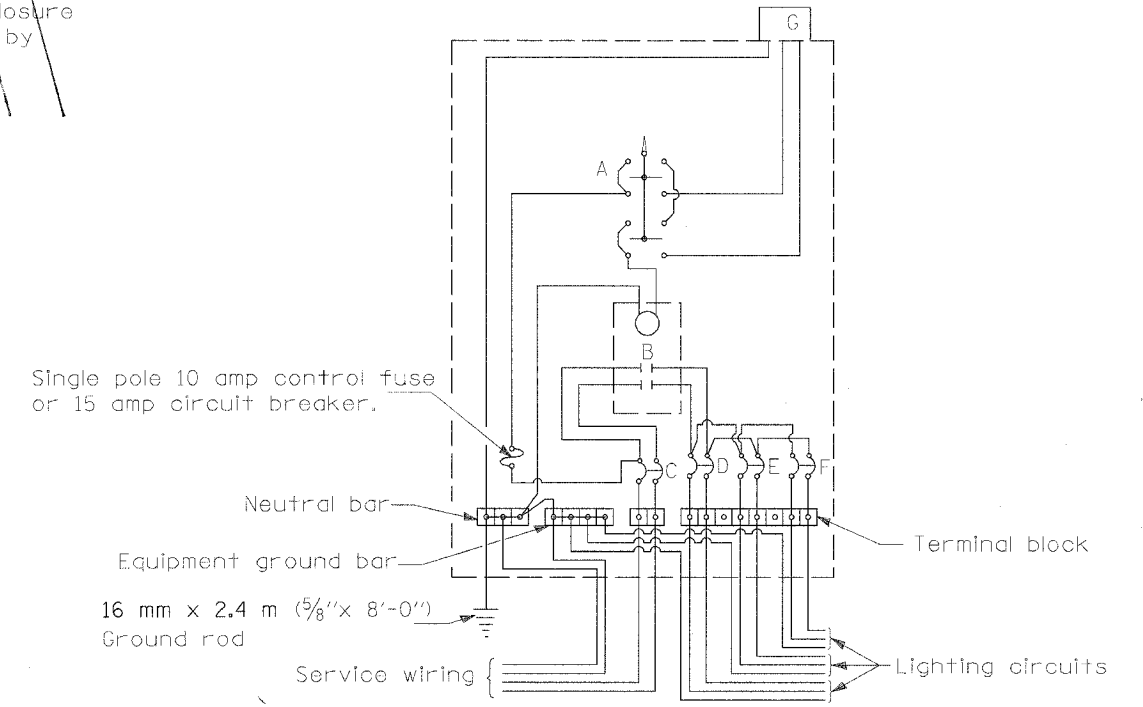 losure
by
G
A
B
Single pole 10 amp control fuse
or 15 amp circuit breaker.
C
D
E
F
Neutral bar
Equipment ground bar
Terminal block
16 mm x 2.4 m (5/8"x 8'-0")
Ground rod
Service wiring
Lighting circuits